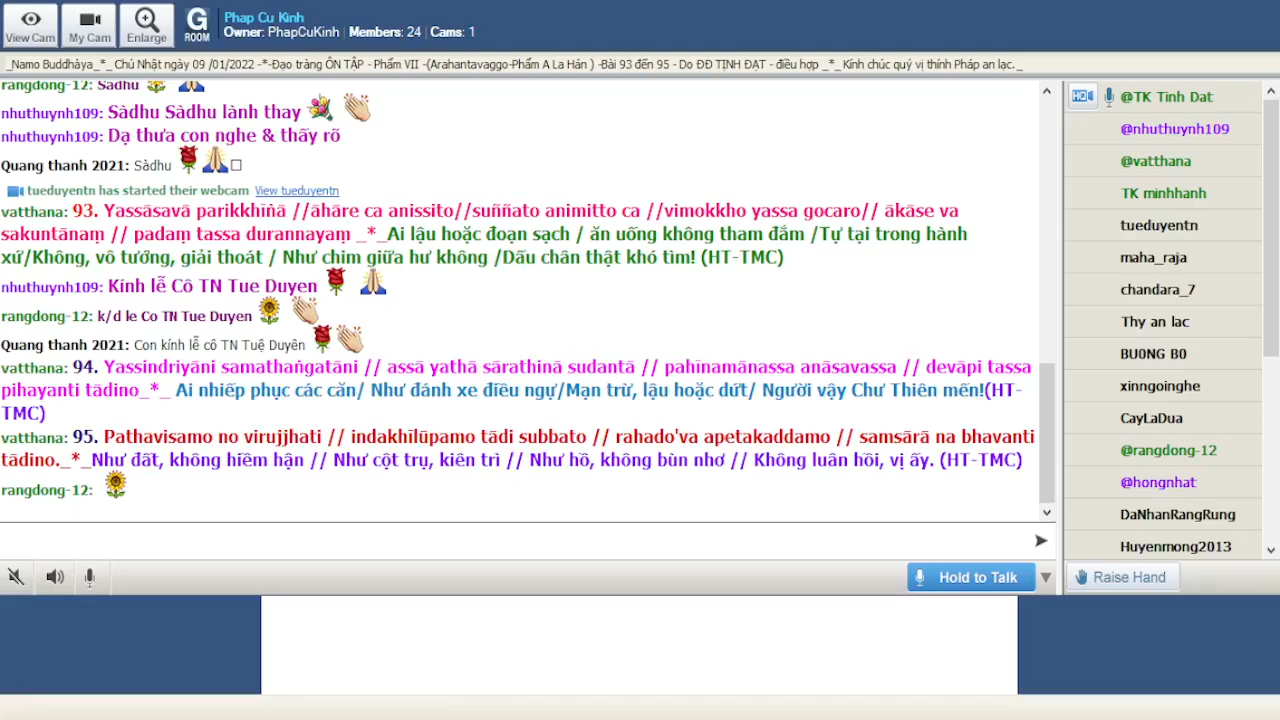 View Cam
My Cam
Enlarge
G
ROOM
Phap Cu Kinh
Owner: PhapCuKinh | Members: 24 | Cams: 1
_Namo Buddhàya_*_ Chủ Nhật ngày 09 /01/2022 -*-Đạo tràng ÔN TẬP - Phẩm VII -(Arahantavaggo-Phẩm A La Hán ) -Bài 93 đến 95 - Do ĐĐ TỊNH ĐẠT - điều hợp _*_ Kính chúc quý vị thính Pháp an lạc._
rangdong-12: Sadhu
nhuthuynh109: Sàdhu Sàdhu lành thay
nhuthuynh109: Dạ thưa con nghe & thấy rõ
Quang thanh 2021: Sàdhu
tueduyentn has started their webcam View tueduyentn
vatthana: 93. Yassāsavā parikkhīṅā //āhāre ca anissito//suññato animitto ca //vimokkho yassa gocaro// ākāse va
sakuntānaṃ // padaṃ tassa durannayaṃ _*_Ai lậu hoặc đoạn sạch / ăn uống không tham đắm /Tự tại trong hành
xứ/Không, vô tướng, giải thoát / Như chim giữa hư không /Dấu chân thật khó tìm! (HT-TMC)
nhuthuynh109: Kính lễ Cô TN Tue Duyen
rangdong-12: k/d le Co TN Tue Duyen
Quang thanh 2021: Con kính lễ cô TN Tuệ Duyên
vatthana: 94. Yassindriyāni samathaṅgatāni // assā yathā sārathinā sudantā // pahīnamānassa anāsavassa // devāpi tassa
pihayanti tādino_*_ Ai nhiếp phục các căn/ Như đánh xe điều ngự/Mạn trừ, lậu hoặc dứt/ Người vậy Chư Thiên mến!(HT-
TMC)
vatthana: 95. Pathavisamo no virujjhati // indakhīlūpamo tādi subbato // rahado'va apetakaddamo // samsārā na bhavanti
tādino._*_Như đất, không hiềm hận // Như cột trụ, kiên trì // Như hồ, không bùn nhơ // Không luân hồi, vị ấy. (HT-TMC)
rangdong-12:
Hold to Talk
HD
@TK Tinh Dat
@nhuthuynh109
@vatthana
TK minhhanh
tueduyentn
maha_raja
chandara_7
Thy an lac
BU0NG B0
xinngoinghe
CayLaDua
@rangdong-12
@hongnhat
DaNhanRangRung
Huyenmong2013
Raise Hand